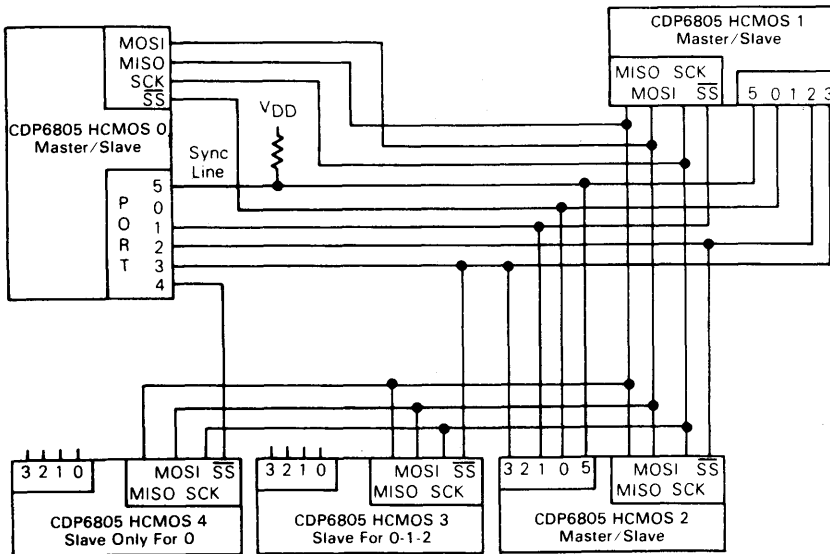 MOSI
MISO
SCK
SS
CDP6805 HCMOS 0
Master/Slave
5
0
1
2
3
4
P
O
R
T
Sync
Line
VDD
CDP6805 HCMOS 1
Master/Slave
MISO SCK
MOSI SS
5 0 1 2 3
3 2 1 0
MOSI SS
MISO SCK
CDP6805 HCMOS 4
Slave Only For 0
3 2 1 0
MOSI SS
MISO SCK
CDP6805 HCMOS 3
Slave For 0-1-2
3 2 1 0 5
MOSI SS
MISO SCK
CDP6805 HCMOS 2
Master/Slave